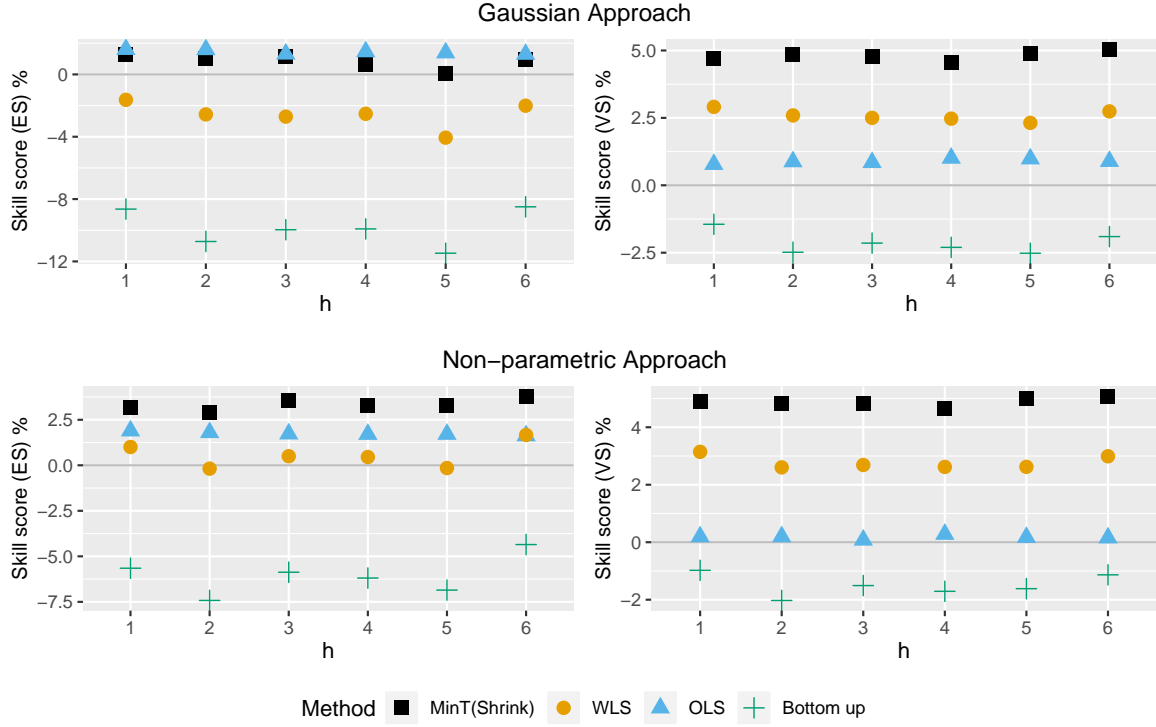 Gaussian Approach
Skill score (ES) %
0
−4
−8
−12
1 2 3 4 5 6
h
Skill score (VS) %
5.0
2.5
0.0
−2.5
1 2 3 4 5 6
h
Non−parametric Approach
Skill score (ES) %
2.5
0.0
−2.5
−5.0
−7.5
1 2 3 4 5 6
h
Skill score (VS) %
4
2
0
−2
1 2 3 4 5 6
h
Method MinT(Shrink) WLS OLS Bottom up